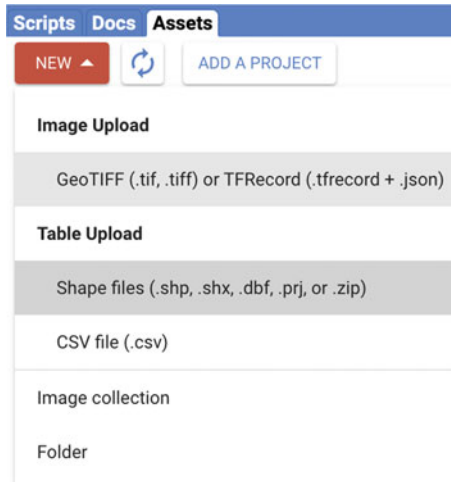 Scripts Docs Assets
NEW ADD A PROJECT
Image Upload
GeoTIFF (.tif, .tiff) or TFRecord (.tfrecord + .json)
Table Upload
Shape files (.shp, .shx, .dbf, .prj, or .zip)
CSV file (.csv)
Image collection
Folder